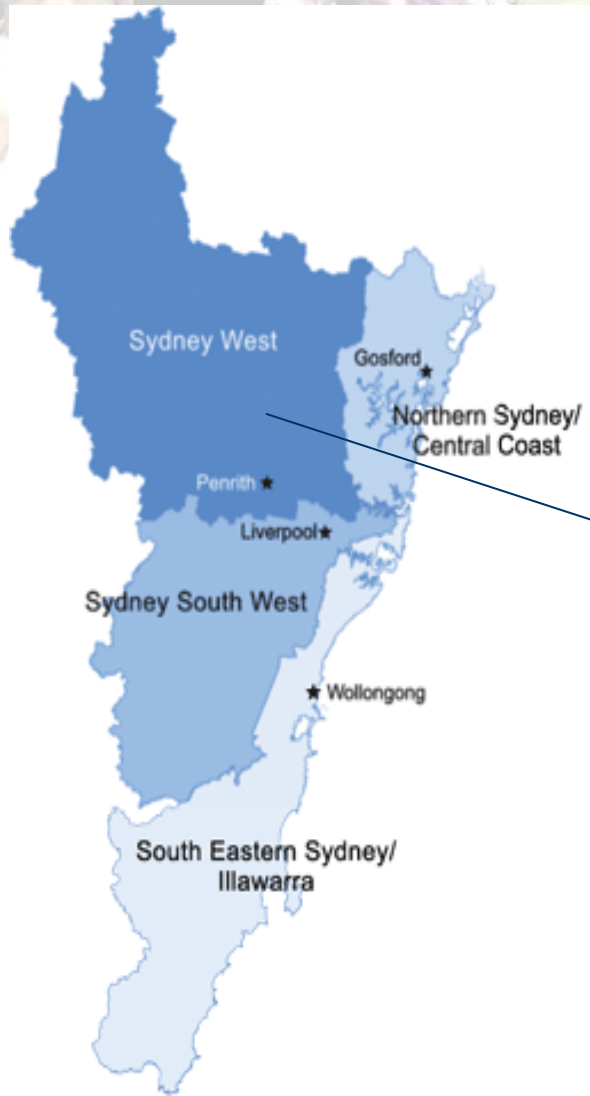 Sydney West
Gosford
Northern Sydney/
Central Coast
Penrith
Liverpool
Sydney South West
Wollongong
South Eastern Sydney/
Illawarra